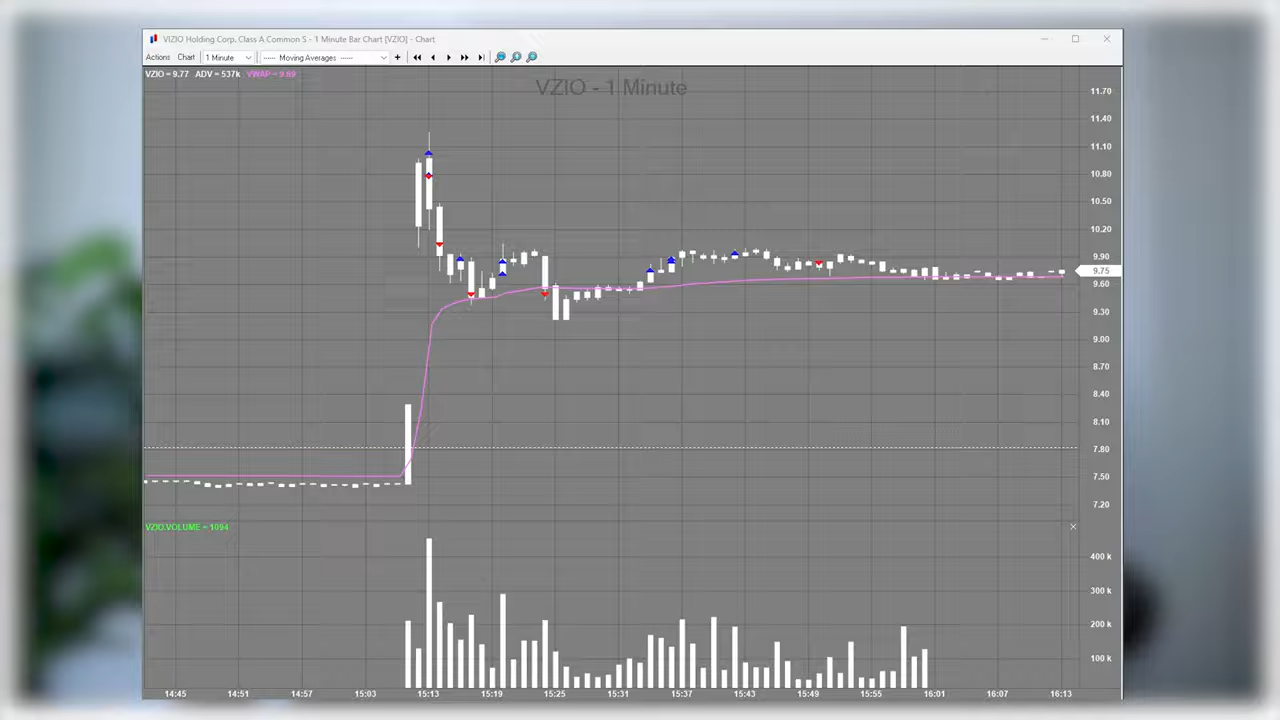 VIZIO Holding Corp. Class A Common S - 1 Minute Bar Chart [VZIO] - Chart
Actions Chart 1 Minute ----- Moving Averages -----
VZIO = 9.77 ADV = 537k VWAP = 9.69
VZIO - 1 Minute
11.70
11.40
11.10
10.80
10.50
10.20
9.90
9.75
9.60
9.30
9.00
8.70
8.40
8.10
7.80
7.50
7.20
VZIO.VOLUME = 1094
400 k
300 k
200 k
100 k
14:45 14:51 14:57 15:03 15:13 15:19 15:25 15:31 15:37 15:43 15:49 15:55 16:01 16:07 16:13